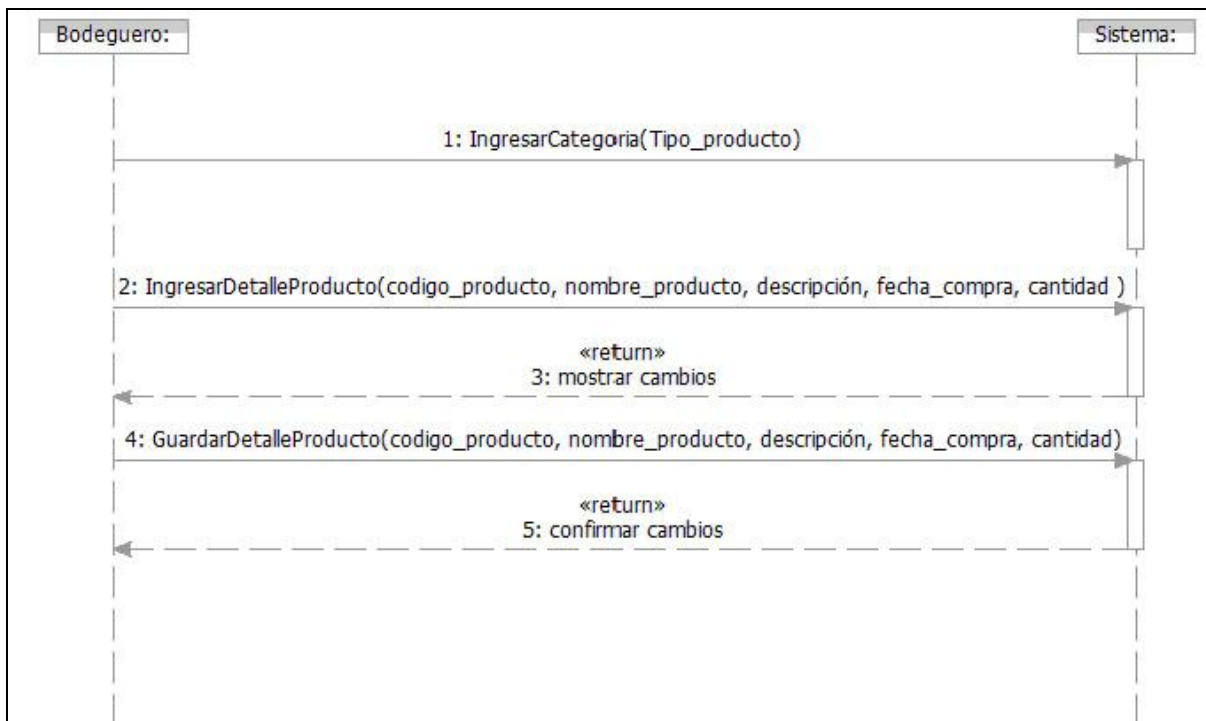 Bodeguero:
Sistema:
1: IngresarCategoria(Tipo_producto)
2: IngresarDetalleProducto(codigo_producto, nombre_producto, descripción, fecha_compra, cantidad )
«return»
3: mostrar cambios
4: GuardarDetalleProducto(codigo_producto, nombre_producto, descripción, fecha_compra, cantidad)
«return»
5: confirmar cambios